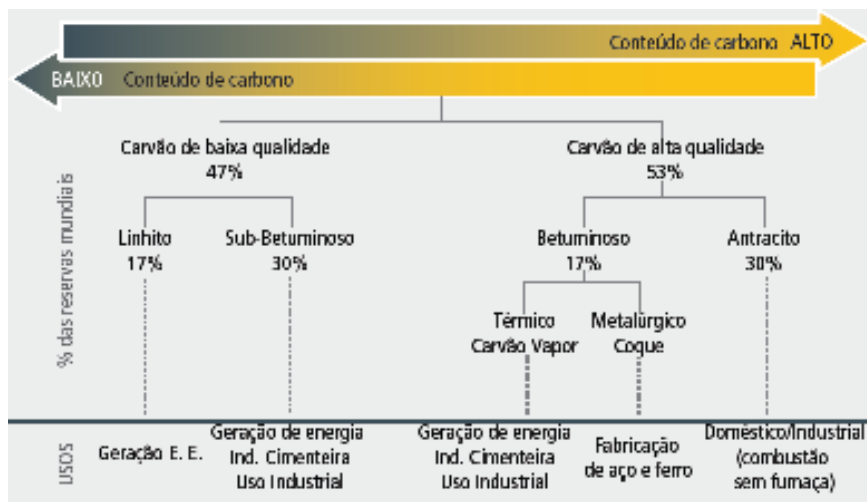 Conteúdo de carbono ALTO
BAIXO Conteúdo de carbono
Carvão de baixa qualidade
47%
Carvão de alta qualidade
53%
% das reservas mundiais
Linhito
17%
Sub-Betuminoso
30%
Betuminoso
17%
Antracito
30%
Térmico
Carvão Vapor
Metalúrgico
Coque
USOS
Geração E. E.
Geração de energia
Ind. Cimenteira
Uso Industrial
Geração de energia
Ind. Cimenteira
Uso Industrial
Fabricação
de aço e ferro
Doméstico/Industrial
(combustão
sem fumaça)